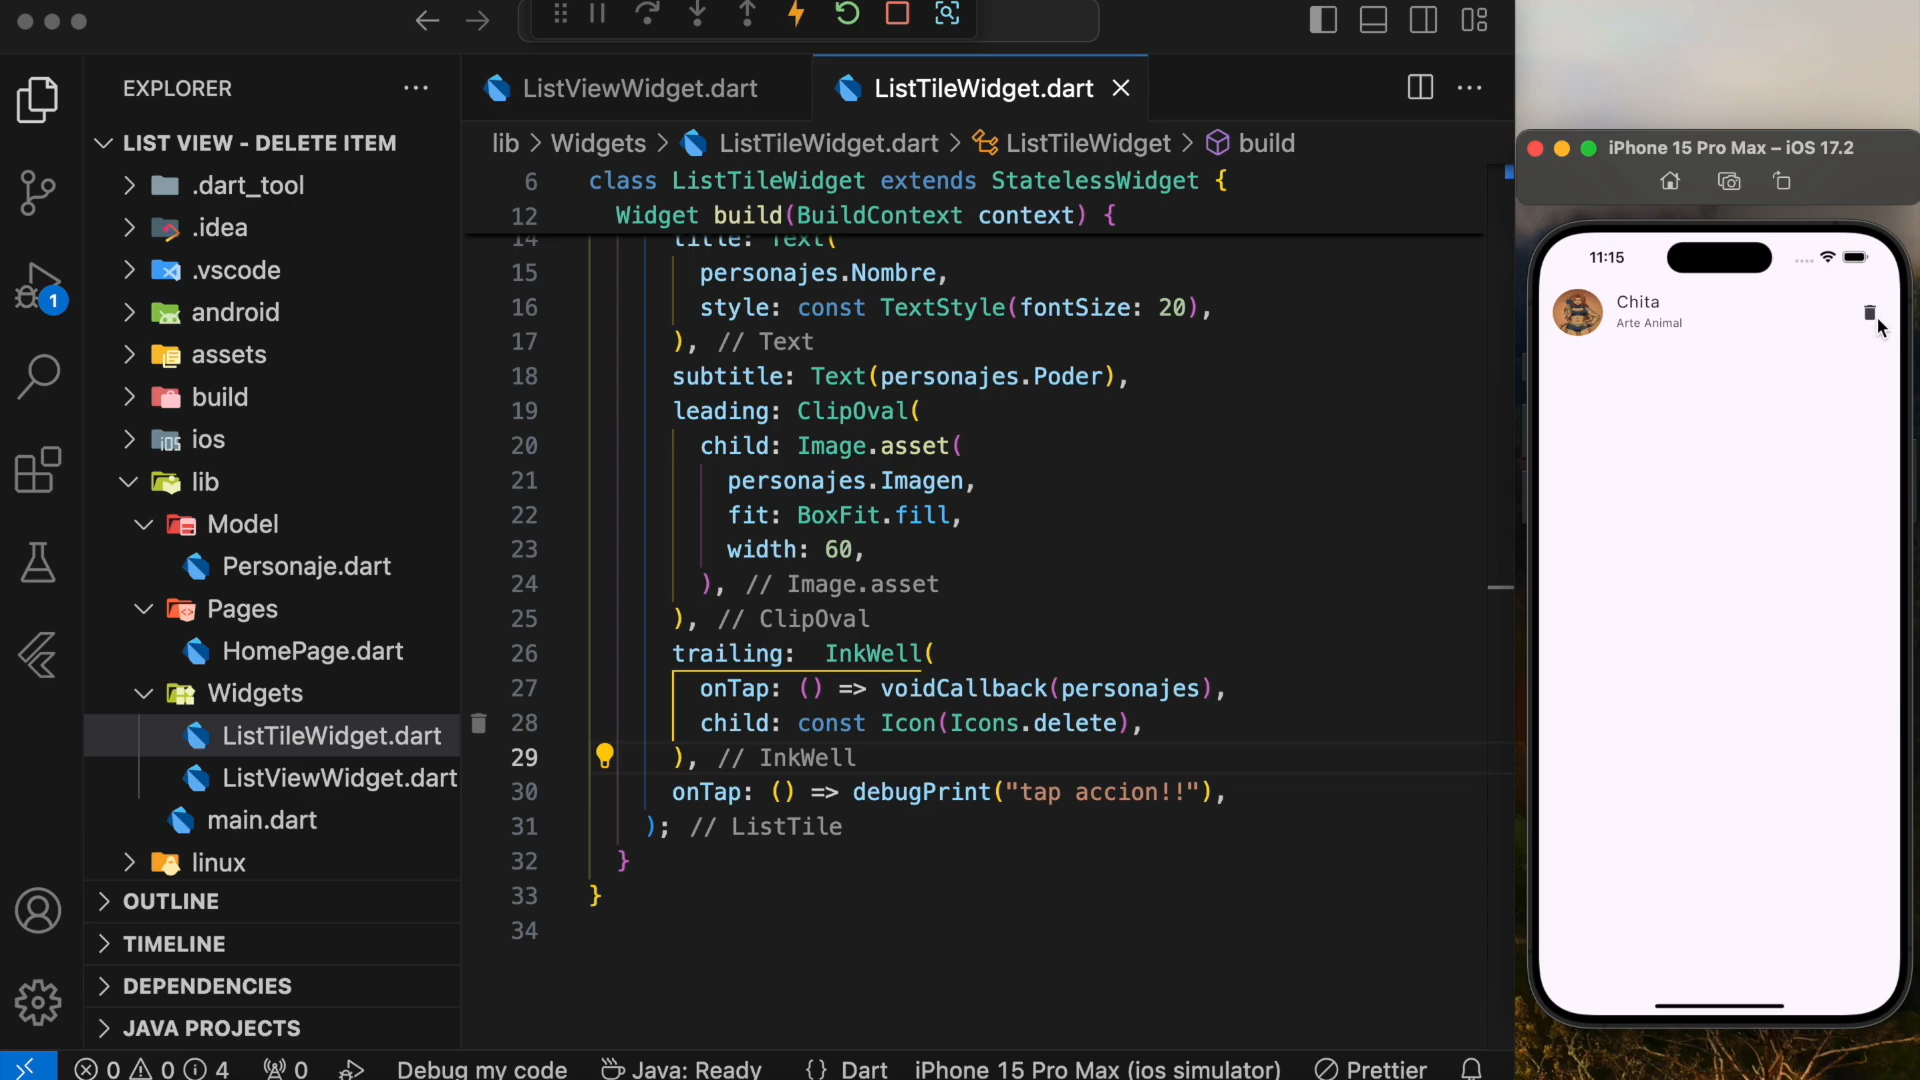 EXPLORER
LIST VIEW - DELETE ITEM
.dart_tool
.idea
.vscode
android
assets
build
ios
lib
Model
Personaje.dart
Pages
HomePage.dart
Widgets
ListTileWidget.dart
ListViewWidget.dart
main.dart
linux
OUTLINE
TIMELINE
DEPENDENCIES
JAVA PROJECTS
1
ListViewWidget.dart
ListTileWidget.dart
lib > Widgets > ListTileWidget.dart > ListTileWidget > build
6 class ListTileWidget extends StatelessWidget {
12 Widget build(BuildContext context) {
14 title: Text(
15 personajes.Nombre,
16 style: const TextStyle(fontSize: 20),
17 ), // Text
18 subtitle: Text(personajes.Poder),
19 leading: ClipOval(
20 child: Image.asset(
21 personajes.Imagen,
22 fit: BoxFit.fill,
23 width: 60,
24 ), // Image.asset
25 ), // ClipOval
26 trailing:  InkWell(
27 onTap: () => voidCallback(personajes),
28 child: const Icon(Icons.delete),
29 ), // InkWell
30 onTap: () => debugPrint("tap accion!!"),
31 ); // ListTile
32 }
33 }
34
0 0 4 0 Debug my code Java: Ready {} Dart iPhone 15 Pro Max (ios simulator) Prettier
iPhone 15 Pro Max – iOS 17.2
11:15
Chita
Arte Animal